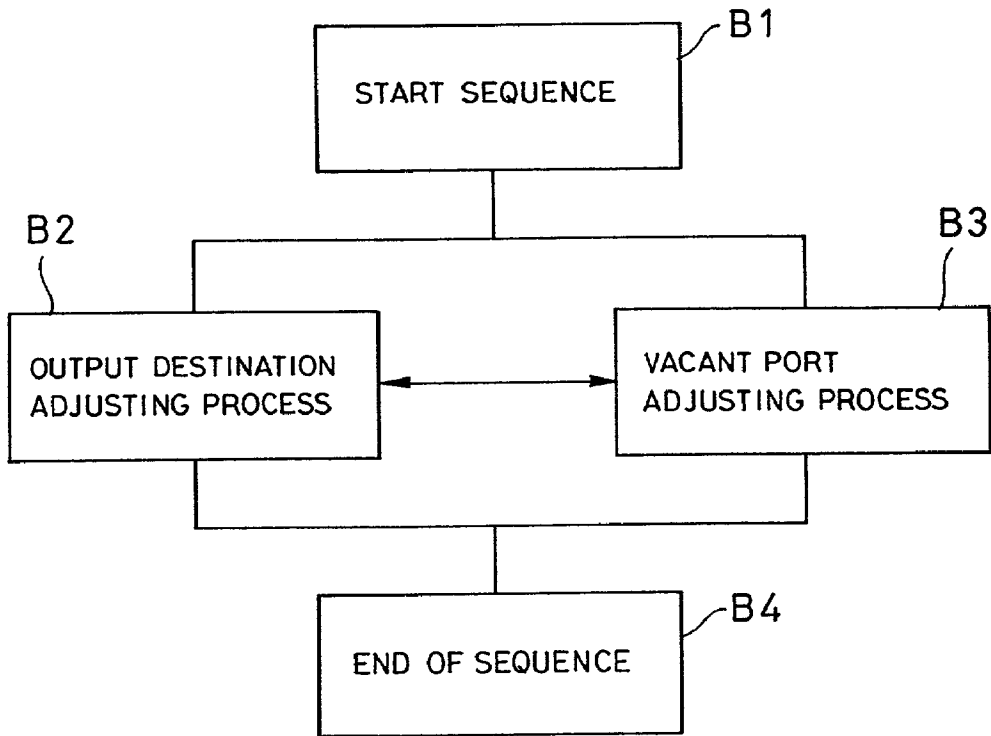 B1
START SEQUENCE
B2
B3
OUTPUT DESTINATION
ADJUSTING PROCESS
VACANT PORT
ADJUSTING PROCESS
B4
END OF SEQUENCE